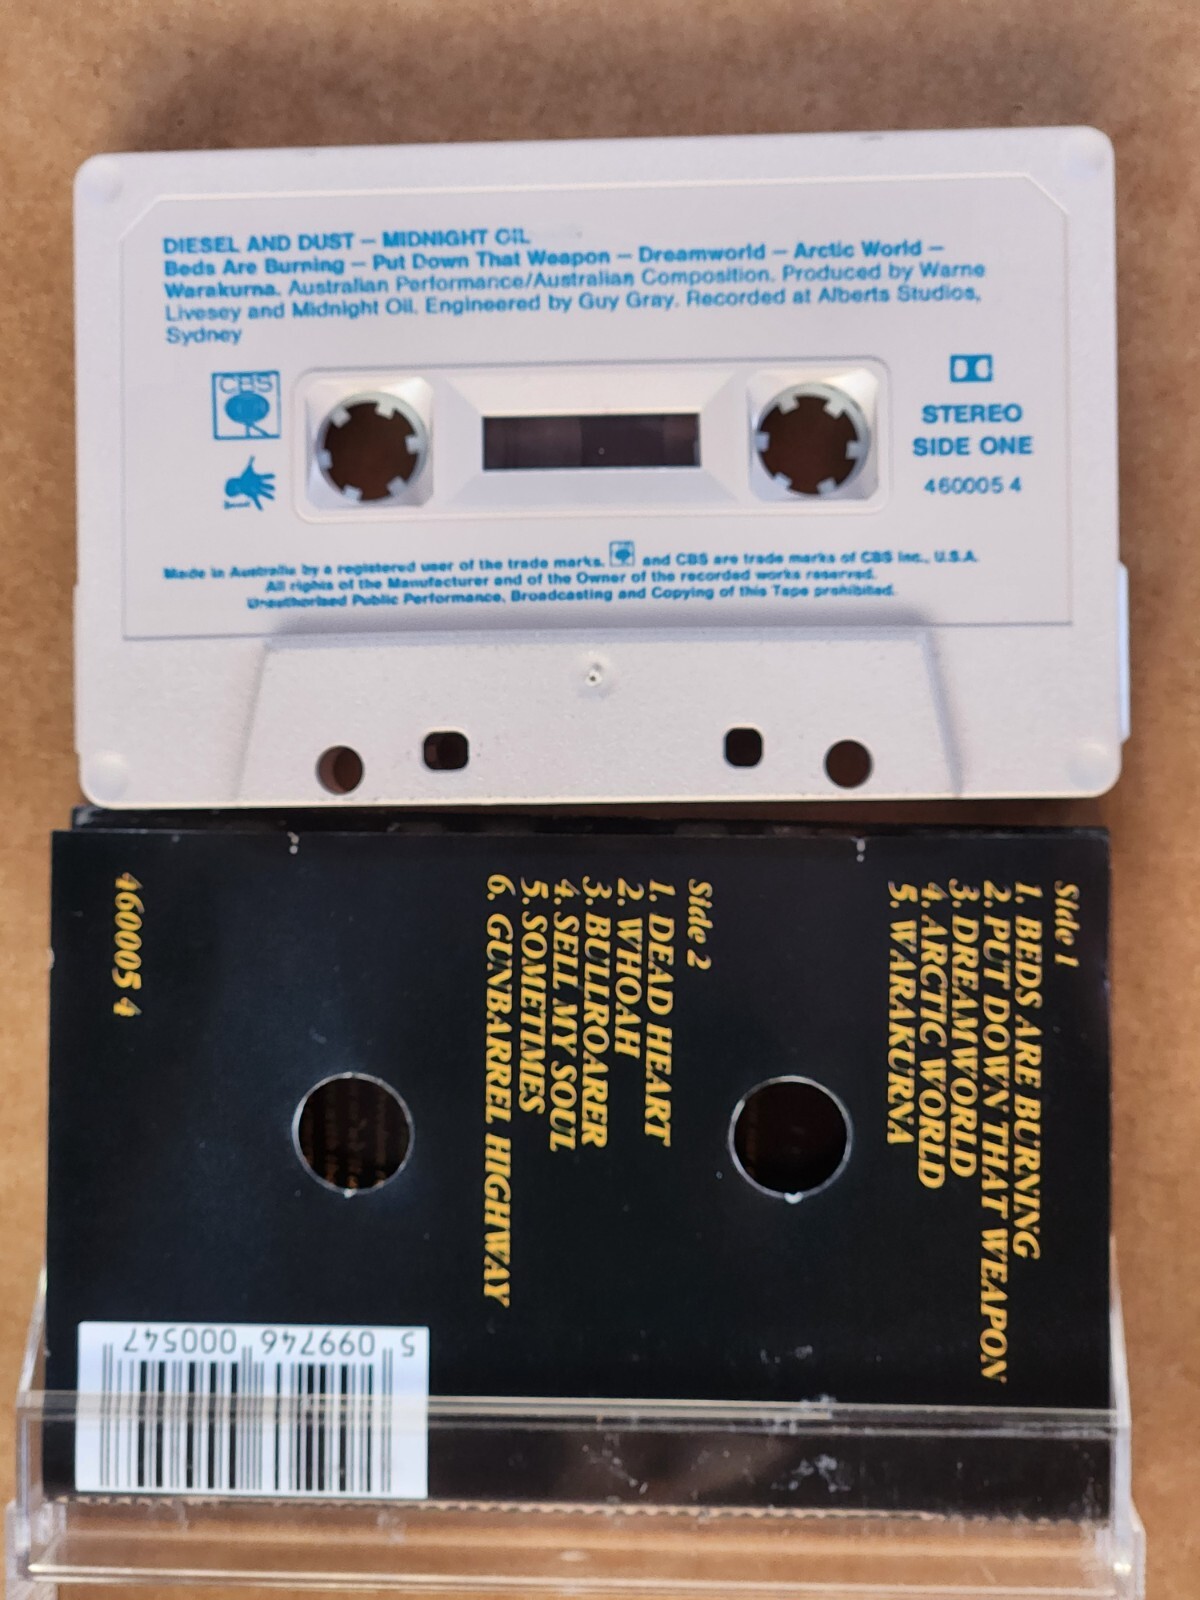 DIESEL AND DUST – MIDNIGHT OIL
Beds Are Burning – Put Down That Weapon – Dreamworld – Arctic World –
Warakurna. Australian Performance/Australian Composition. Produced by Warne
Livesey and Midnight Oil. Engineered by Guy Gray. Recorded at Alberts Studios,
Sydney
CBS
STEREO
SIDE ONE
460005 4
Made in Australia by a registered user of the trade marks. and CBS are trade marks of CBS Inc., U.S.A.
All rights of the Manufacturer and of the Owner of the recorded works reserved.
Unauthorised Public Performance, Broadcasting and Copying of this Tape prohibited.
Side 1
1. BEDS ARE BURNING
2. PUT DOWN THAT WEAPON
3. DREAMWORLD
4. ARCTIC WORLD
5. WARAKURNA
Side 2
1. DEAD HEART
2. WHOAH
3. BULLROARER
4. SELL MY SOUL
5. SOMETIMES
6. GUNBARREL HIGHWAY
460005 4
5 099746 000547